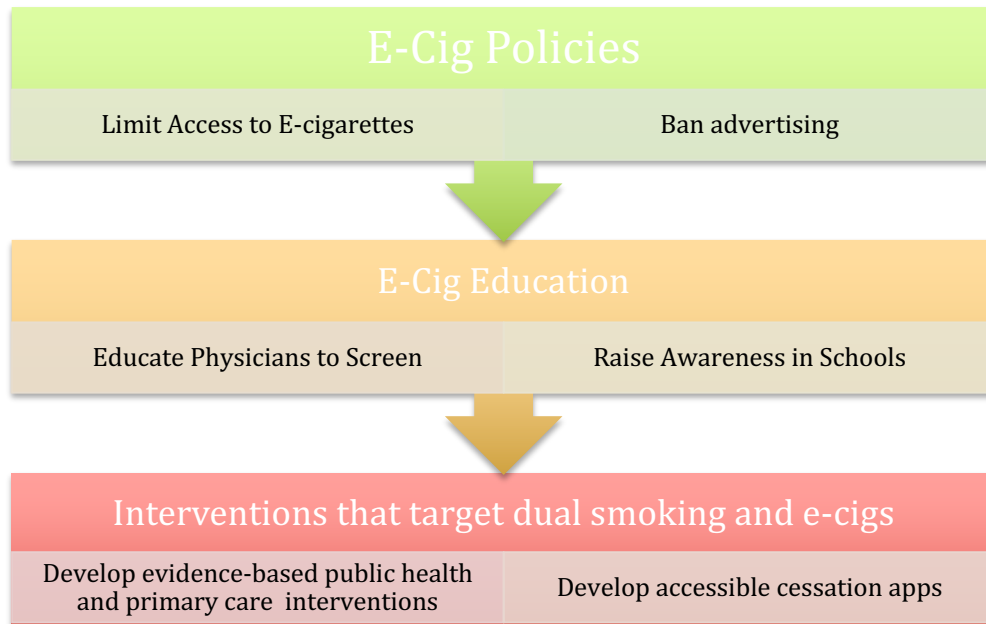 E-Cig Policies
Limit Access to E-cigarettes
Ban advertising
E-Cig Education
Educate Physicians to Screen
Raise Awareness in Schools
Interventions that target dual smoking and e-cigs
Develop evidence-based public health
and primary care  interventions
Develop accessible cessation apps